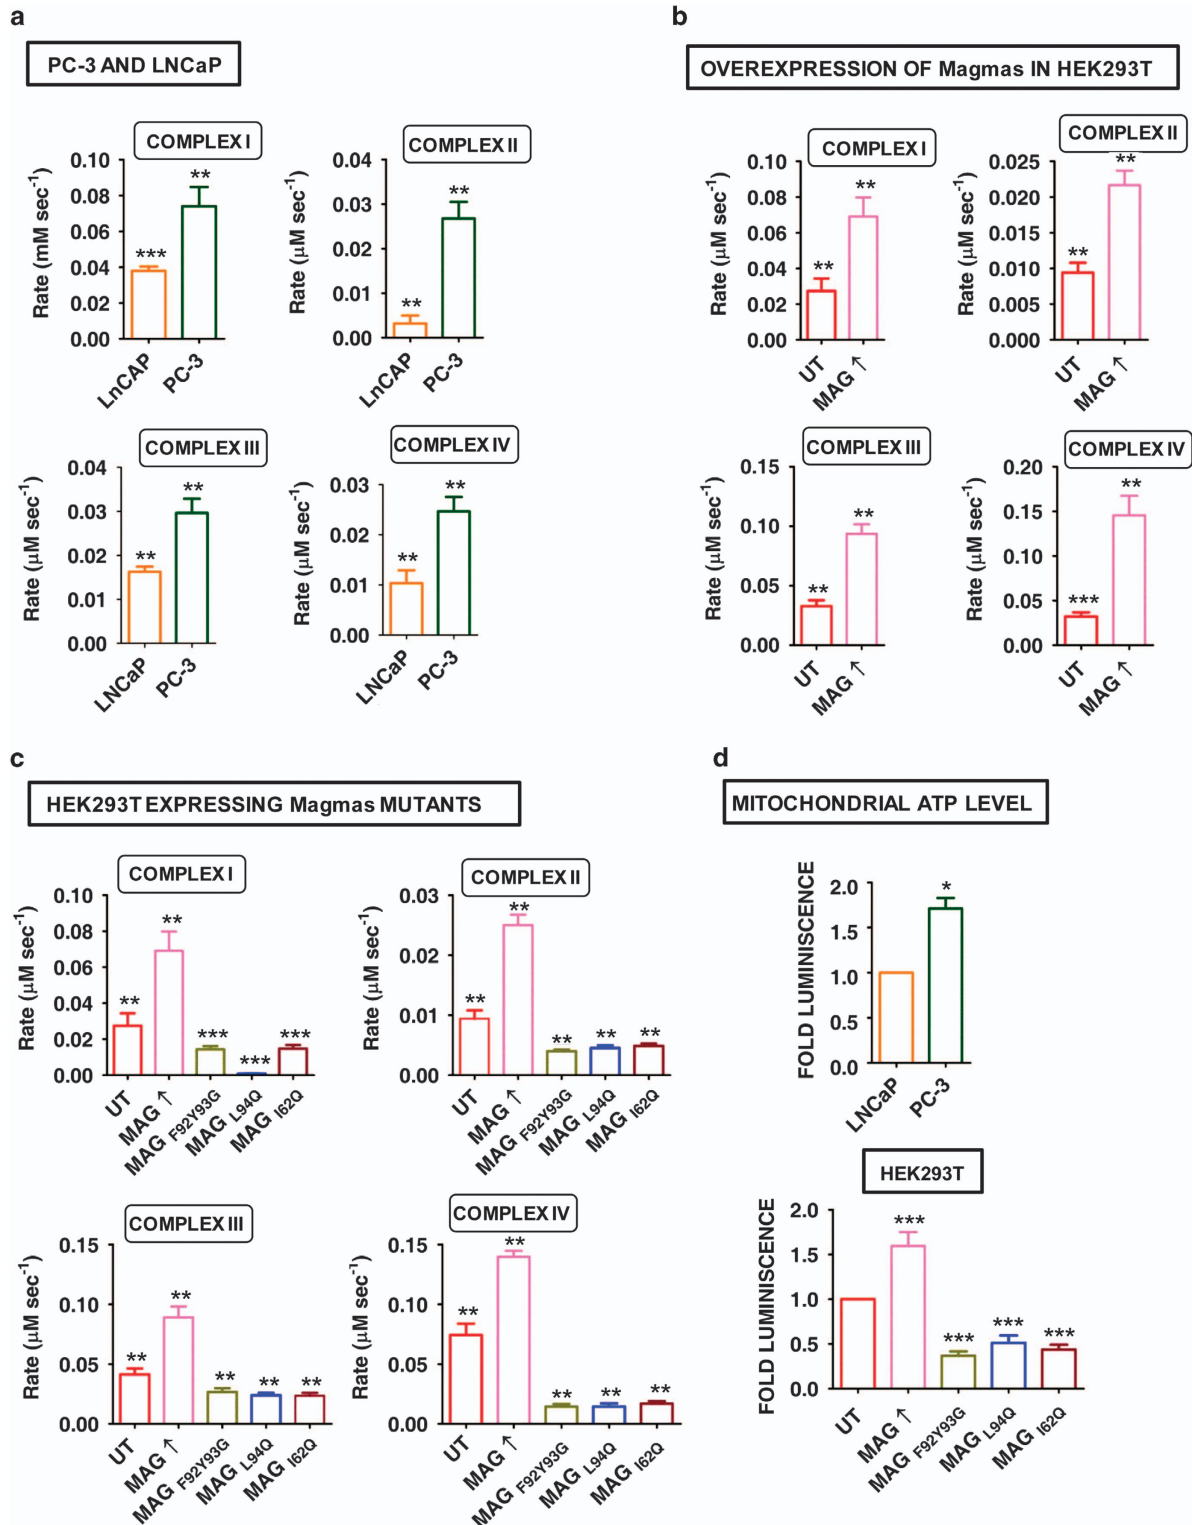 a
PC-3 AND LNCaP
COMPLEX I
Rate (mM sec-1)
0.10
0.08
0.06
0.04
0.02
0.00
***
**
LnCAP
PC-3
COMPLEX II
Rate (μM sec-1)
0.04
0.03
0.02
0.01
0.00
**
**
LnCAP
PC-3
COMPLEX III
Rate (μM sec-1)
0.04
0.03
0.02
0.01
0.00
**
**
LNCaP
PC-3
COMPLEX IV
Rate (μM sec-1)
0.03
0.02
0.01
0.00
**
**
LNCaP
PC-3
b
OVEREXPRESSION OF Magmas IN HEK293T
COMPLEX I
Rate (μM sec-1)
0.10
0.08
0.06
0.04
0.02
0.00
**
**
UT
MAG ↑
COMPLEX II
Rate (μM sec-1)
0.025
0.020
0.015
0.010
0.005
0.000
**
**
UT
MAG ↑
COMPLEX III
Rate (μM sec-1)
0.15
0.10
0.05
0.00
**
**
UT
MAG ↑
COMPLEX IV
Rate (μM sec-1)
0.20
0.15
0.10
0.05
0.00
***
**
UT
MAG ↑
c
HEK293T EXPRESSING Magmas MUTANTS
COMPLEX I
Rate (μM sec-1)
0.10
0.08
0.06
0.04
0.02
0.00
**
**
***
***
***
UT
MAG ↑
MAG F92Y93G
MAG L94Q
MAG I62Q
COMPLEX II
Rate (μM sec-1)
0.03
0.02
0.01
0.00
**
**
**
**
**
UT
MAG ↑
MAG F92Y93G
MAG L94Q
MAG I62Q
COMPLEX III
Rate (μM sec-1)
0.15
0.10
0.05
0.00
**
**
**
**
**
UT
MAG ↑
MAG F92Y93G
MAG L94Q
MAG I62Q
COMPLEX IV
Rate (μM sec-1)
0.15
0.10
0.05
0.00
**
**
**
**
**
UT
MAG ↑
MAG F92Y93G
MAG L94Q
MAG I62Q
d
MITOCHONDRIAL ATP LEVEL
FOLD LUMINISCENCE
2.0
1.5
1.0
0.5
0.0
*
LNCaP
PC-3
HEK293T
FOLD LUMINISCENCE
2.0
1.5
1.0
0.5
0.0
***
***
***
***
UT
MAG ↑
MAG F92Y93G
MAG L94Q
MAG I62Q